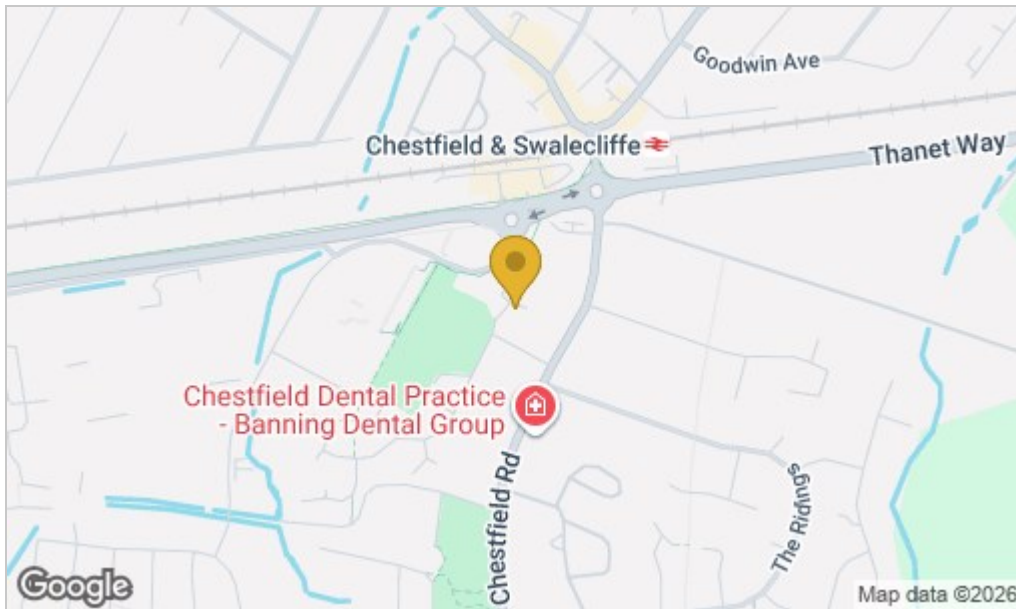 Goodwin Ave
Chestfield & Swalecliffe
Thanet Way
Chestfield Dental Practice
- Banning Dental Group
Chestfield Rd
The Ridings
Google
Map data ©2026